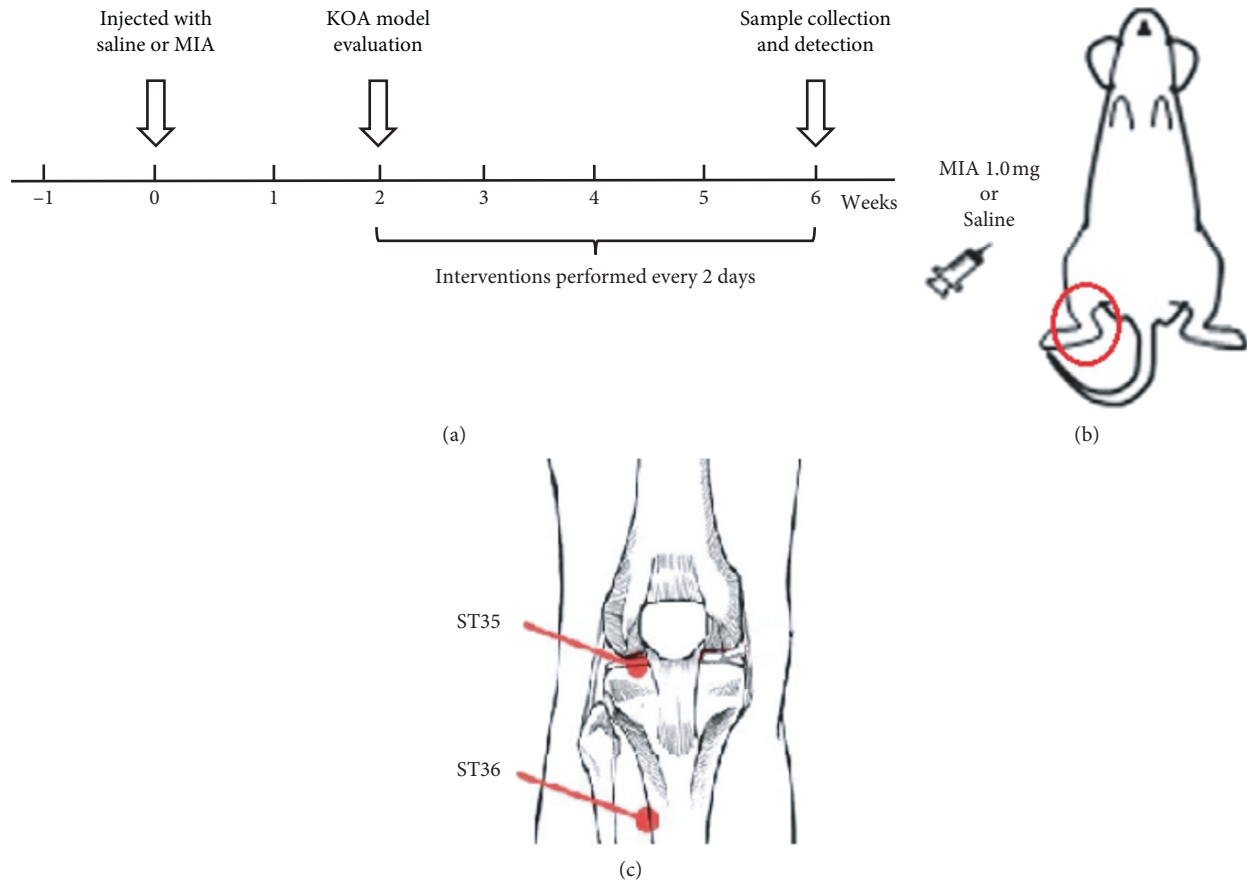 Injected with
saline or MIA
KOA model
evaluation
Sample collection
and detection
–1 0 1 2 3 4 5 6 Weeks
Interventions performed every 2 days
(a)
MIA 1.0 mg
or
Saline
(b)
ST35
ST36
(c)